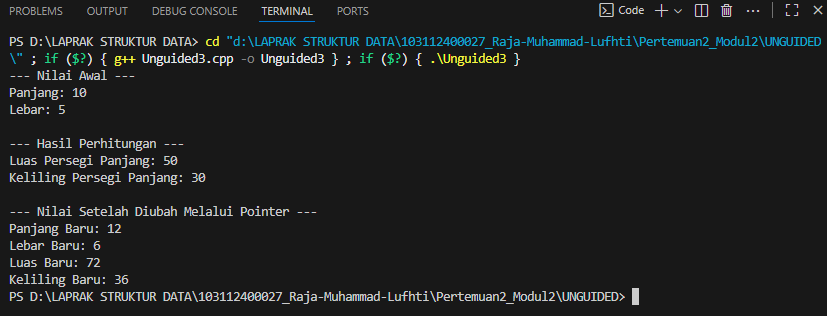 PROBLEMS OUTPUT DEBUG CONSOLE TERMINAL PORTS Code
PS D:\LAPRAK STRUKTUR DATA> cd "d:\LAPRAK STRUKTUR DATA\103112400027_Raja-Muhammad-Lufhti\Pertemuan2_Modul2\UNGUIDED
\" ; if ($?) { g++ Unguided3.cpp -o Unguided3 } ; if ($?) { .\Unguided3 }
--- Nilai Awal ---
Panjang: 10
Lebar: 5
--- Hasil Perhitungan ---
Luas Persegi Panjang: 50
Keliling Persegi Panjang: 30
--- Nilai Setelah Diubah Melalui Pointer ---
Panjang Baru: 12
Lebar Baru: 6
Luas Baru: 72
Keliling Baru: 36
PS D:\LAPRAK STRUKTUR DATA\103112400027_Raja-Muhammad-Lufhti\Pertemuan2_Modul2\UNGUIDED>